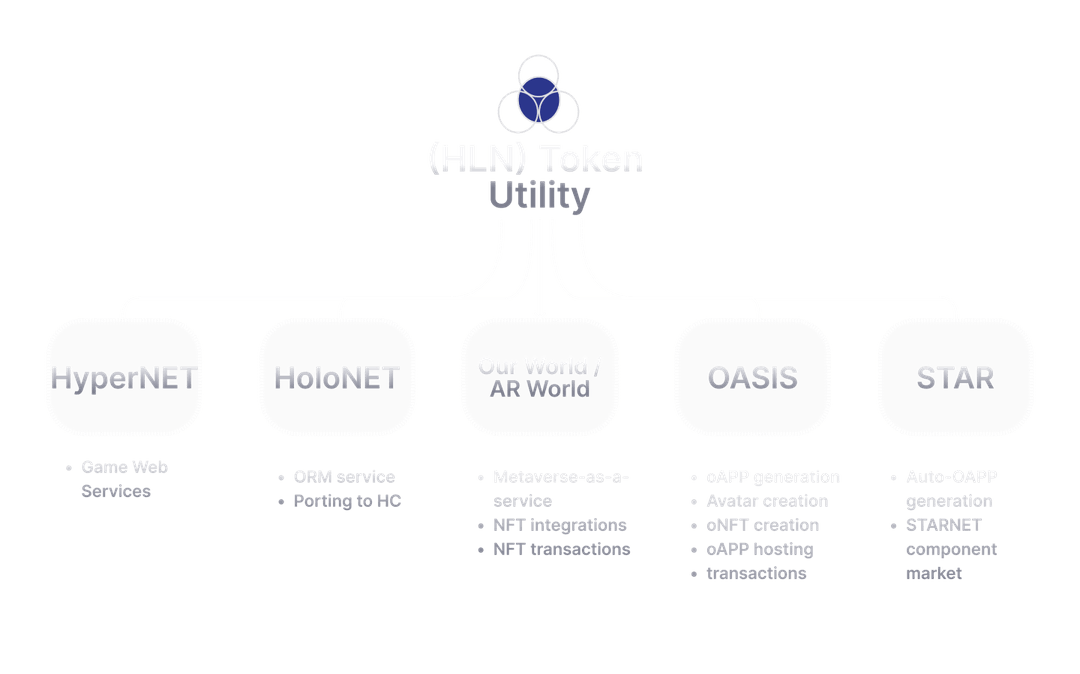 (HLN) Token
Utility
HyperNET
HoloNET
Our World /
AR World
OASIS
STAR
• Game Web
Services
• ORM service
• Porting to HC
• Metaverse-as-a-
service
• NFT integrations
• NFT transactions
• oAPP generation
• Avatar creation
• oNFT creation
• oAPP hosting
• transactions
• Auto-OAPP
generation
• STARNET
component
market